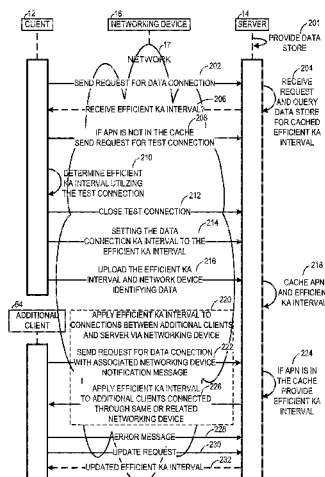 12
CLIENT
16
NETWORKING DEVICE
14
SERVER
17
NETWORK
201
PROVIDE DATA
STORE
202
SEND REQUEST FOR DATA CONNECTION
204
RECEIVE
REQUEST
AND QUERY
DATA STORE
FOR CACHED
EFFICIENT KA
INTERVAL
206
RECEIVE EFFICIENT KA INTERVAL
208
IF APN IS NOT IN THE CACHE
SEND REQUEST FOR TEST CONNECTION
210
DETERMINE EFFICIENT
KA INTERVAL UTILIZING
THE TEST CONNECTION
212
CLOSE TEST CONNECTION
214
SETTING THE DATA
CONNECTION KA INTERVAL TO THE
EFFICIENT KA INTERVAL
216
UPLOAD THE EFFICIENT KA
INTERVAL AND NETWORK DEVICE
IDENTIFYING DATA
218
CACHE APN
AND EFFICIENT
KA INTERVAL
64
ADDITIONAL
CLIENT
220
APPLY EFFICIENT KA INTERVAL TO
CONNECTIONS BETWEEN ADDITIONAL CLIENTS
AND SERVER VIA NETWORKING DEVICE
222
SEND REQUEST FOR DATA CONECTION
WITH ASSOCIATED NETWORKING DEVICE
NOTIFICATION MESSAGE
224
IF APN IS IN
THE CACHE
PROVIDE
EFFICIENT KA
INTERVAL
226
APPLY EFFICIENT KA INTERVAL
TO ADDITIONAL CLIENTS CONNECTED
THROUGH SAME OR RELATED
NETWORKING DEVICE
228
ERROR MESSAGE
230
UPDATE REQUEST
232
UPDATED EFFICIENT KA INTERVAL